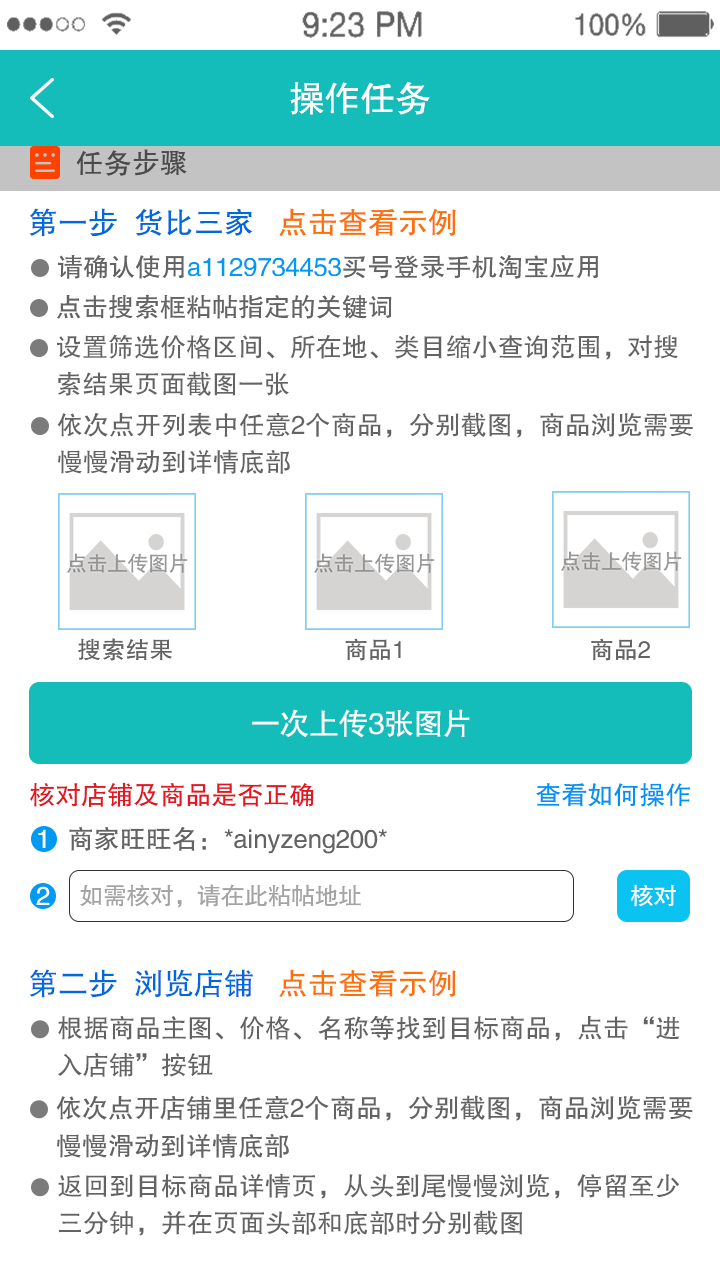 9:23 PM 100%
操作任务
任务步骤
第一步 货比三家 点击查看示例
请确认使用a1129734453买号登录手机淘宝应用
点击搜索框粘帖指定的关键词
设置筛选价格区间、所在地、类目缩小查询范围，对搜
索结果页面截图一张
依次点开列表中任意2个商品，分别截图，商品浏览需要
慢慢滑动到详情底部
点击上传图片 点击上传图片 点击上传图片
搜索结果 商品1 商品2
一次上传3张图片
核对店铺及商品是否正确 查看如何操作
1 商家旺旺名：*ainyzeng200*
2 如需核对，请在此粘帖地址 核对
第二步 浏览店铺 点击查看示例
根据商品主图、价格、名称等找到目标商品，点击“进
入店铺”按钮
依次点开店铺里任意2个商品，分别截图，商品浏览需要
慢慢滑动到详情底部
返回到目标商品详情页，从头到尾慢慢浏览，停留至少
三分钟，并在页面头部和底部时分别截图